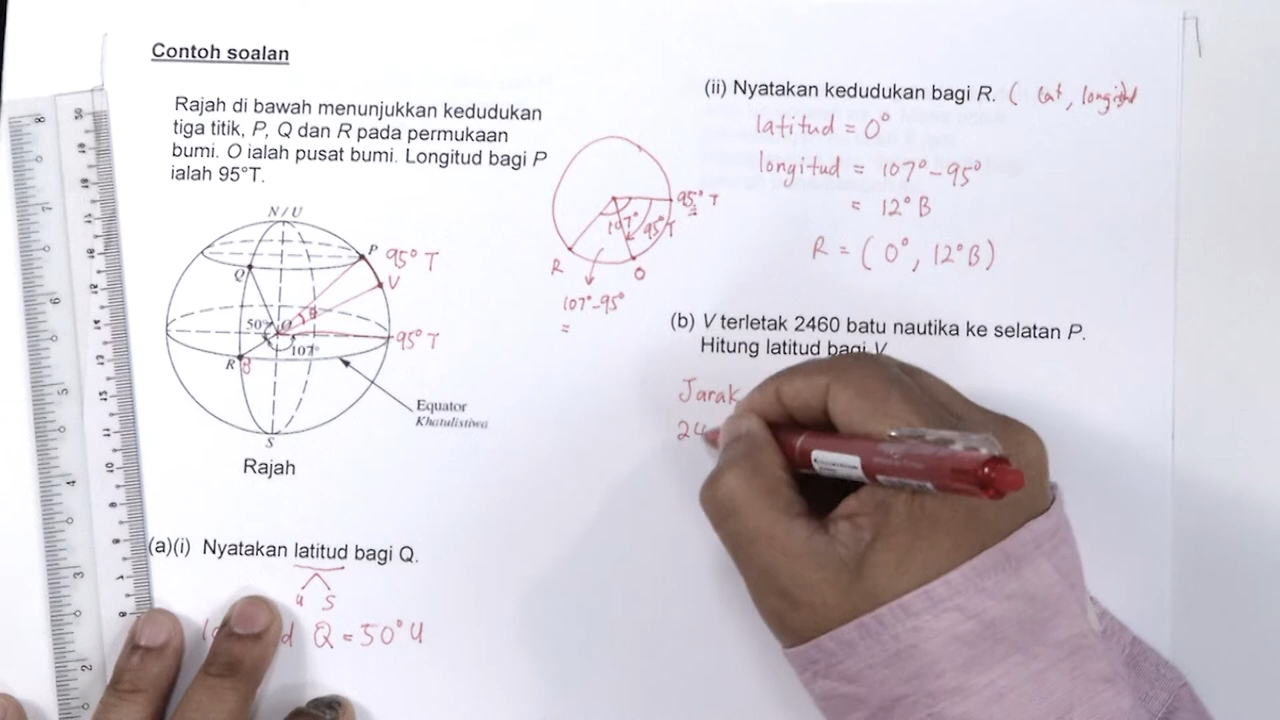 Contoh soalan
Rajah di bawah menunjukkan kedudukan
tiga titik, P, Q dan R pada permukaan
bumi. O ialah pusat bumi. Longitud bagi P
ialah 95°T.
N / U
P 95° T
Q
V
θ
50° O
95° T
107°
R B
Equator
Khatulistiwa
S
Rajah
(a)(i) Nyatakan latitud bagi Q.
U S
Q = 50° U
95° T
107° 95° T
R
O
107° - 95°
=
(ii) Nyatakan kedudukan bagi R. ( lat, longitud
latitud = 0°
longitud = 107° - 95°
= 12° B
R = ( 0°, 12° B )
(b) V terletak 2460 batu nautika ke selatan P.
Hitung latitud bagi V
Jarak
24